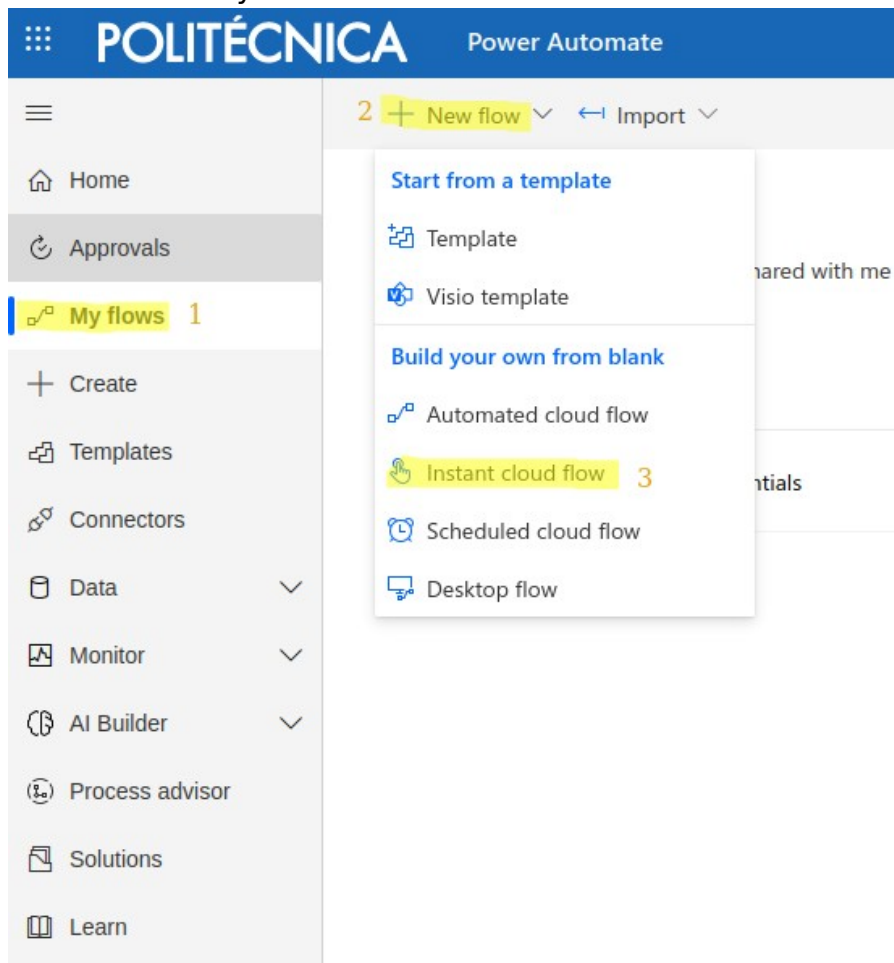 POLITÉCNICA Power Automate
2 New flow Import
Home
Approvals
My flows 1
Create
Templates
Connectors
Data
Monitor
AI Builder
Process advisor
Solutions
Learn
Start from a template
Template
Visio template
Build your own from blank
Automated cloud flow
Instant cloud flow 3
Scheduled cloud flow
Desktop flow
with me